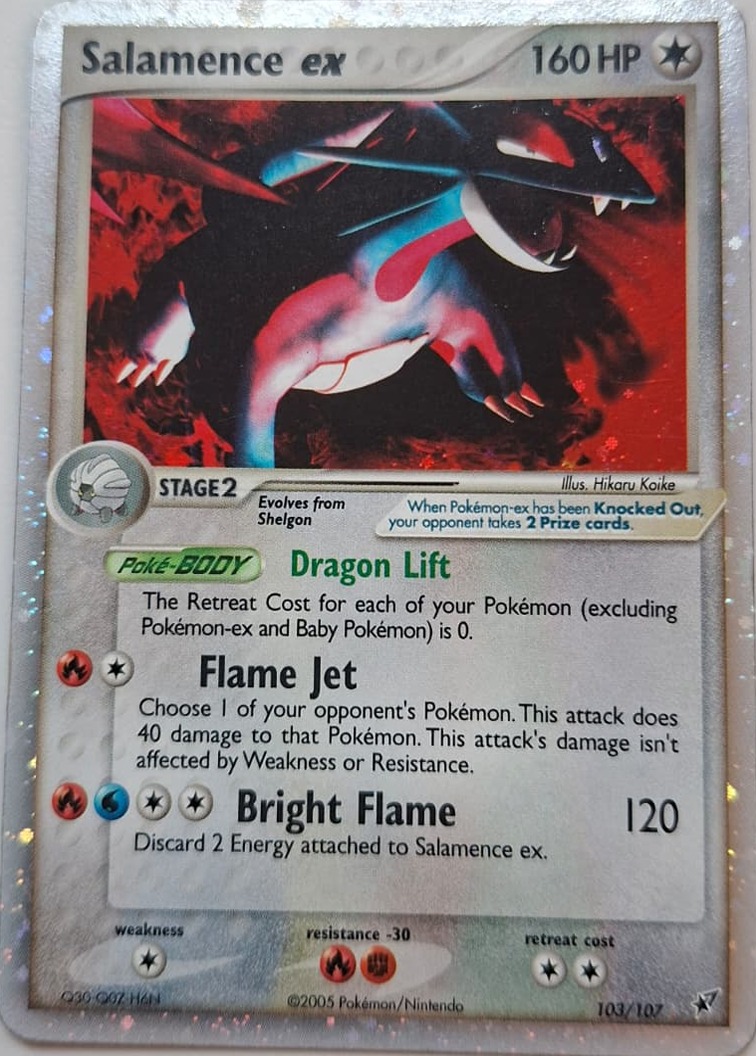 Salamence ex 160 HP
Illus. Hikaru Koike
STAGE 2
Evolves from
Shelgon
When Pokémon-ex has been Knocked Out,
your opponent takes 2 Prize cards.
Poké-BODY Dragon Lift
The Retreat Cost for each of your Pokémon (excluding
Pokémon-ex and Baby Pokémon) is 0.
Flame Jet
Choose 1 of your opponent's Pokémon. This attack does
40 damage to that Pokémon. This attack's damage isn't
affected by Weakness or Resistance.
Bright Flame 120
Discard 2 Energy attached to Salamence ex.
weakness resistance -30 retreat cost
©2005 Pokémon/Nintendo 103/107